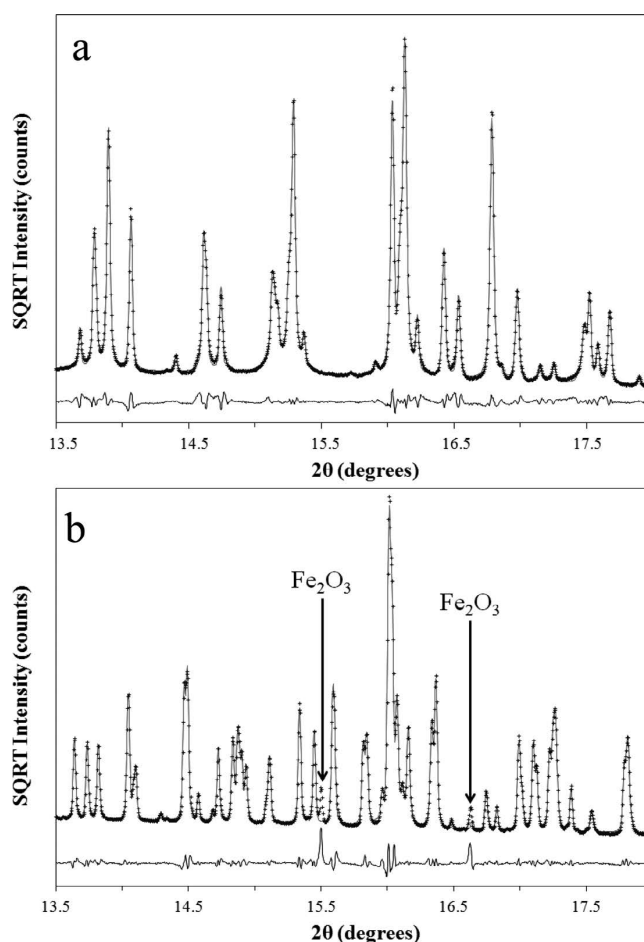 a
SQRT Intensity (counts)
13.5 14.5 15.5 16.5 17.5
2θ (degrees)
b
Fe₂O₃
Fe₂O₃
SQRT Intensity (counts)
13.5 14.5 15.5 16.5 17.5
2θ (degrees)